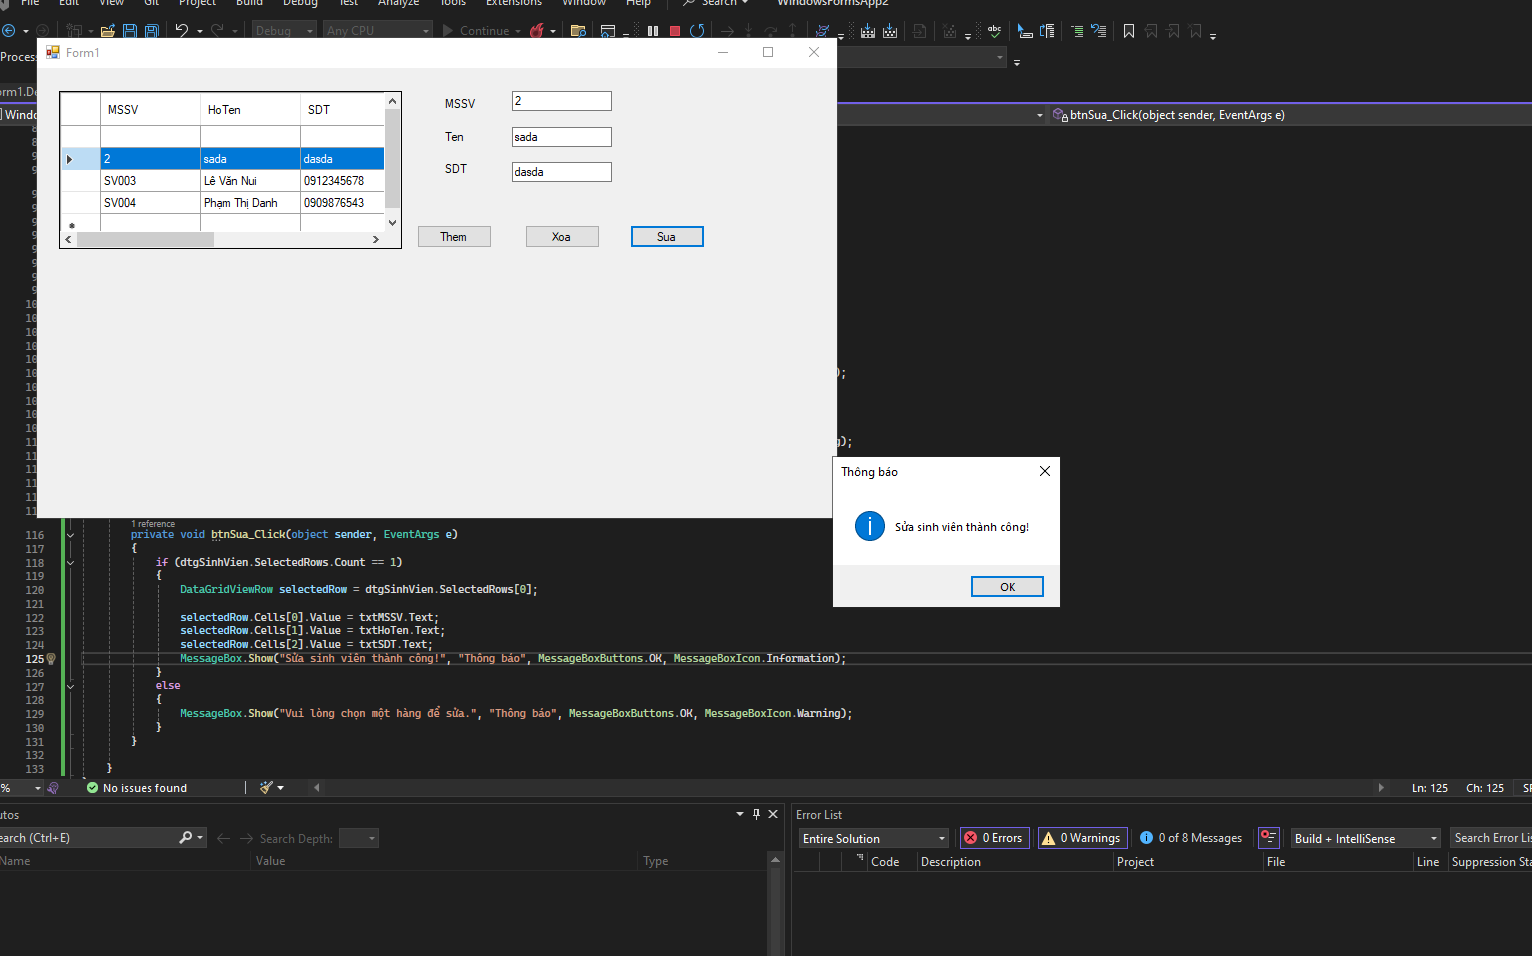 File Edit View Git Project Build Debug Test Analyze Tools Extensions Window Help Search WindowsFormsApp2
Debug Any CPU Continue
Form1
MSSV HoTen SDT
2 sada dasda
SV003 Lê Văn Nui 0912345678
SV004 Phạm Thị Danh 0909876543
MSSV 2
Ten sada
SDT dasda
Them Xoa Sua
btnSua_Click(object sender, EventArgs e)
);
);
Thông báo
Sửa sinh viên thành công!
OK
1 reference
116 private void btnSua_Click(object sender, EventArgs e)
117 {
118 if (dtgSinhVien.SelectedRows.Count == 1)
119 {
120 DataGridViewRow selectedRow = dtgSinhVien.SelectedRows[0];
121
122 selectedRow.Cells[0].Value = txtMSSV.Text;
123 selectedRow.Cells[1].Value = txtHoTen.Text;
124 selectedRow.Cells[2].Value = txtSDT.Text;
125 MessageBox.Show("Sửa sinh viên thành công!", "Thông báo", MessageBoxButtons.OK, MessageBoxIcon.Information);
126 }
127 else
128 {
129 MessageBox.Show("Vui lòng chọn một hàng để sửa.", "Thông báo", MessageBoxButtons.OK, MessageBoxIcon.Warning);
130 }
131 }
132
133 }
% No issues found Ln: 125 Ch: 125
Search Depth:
Name Value Type
Error List
Entire Solution 0 Errors 0 Warnings 0 of 8 Messages Build + IntelliSense
Code Description Project File Line